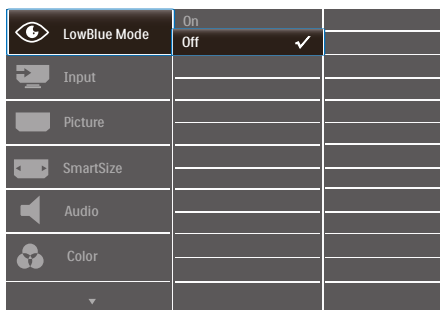 LowBlue Mode
On
Off
Input
Picture
SmartSize
Audio
Color